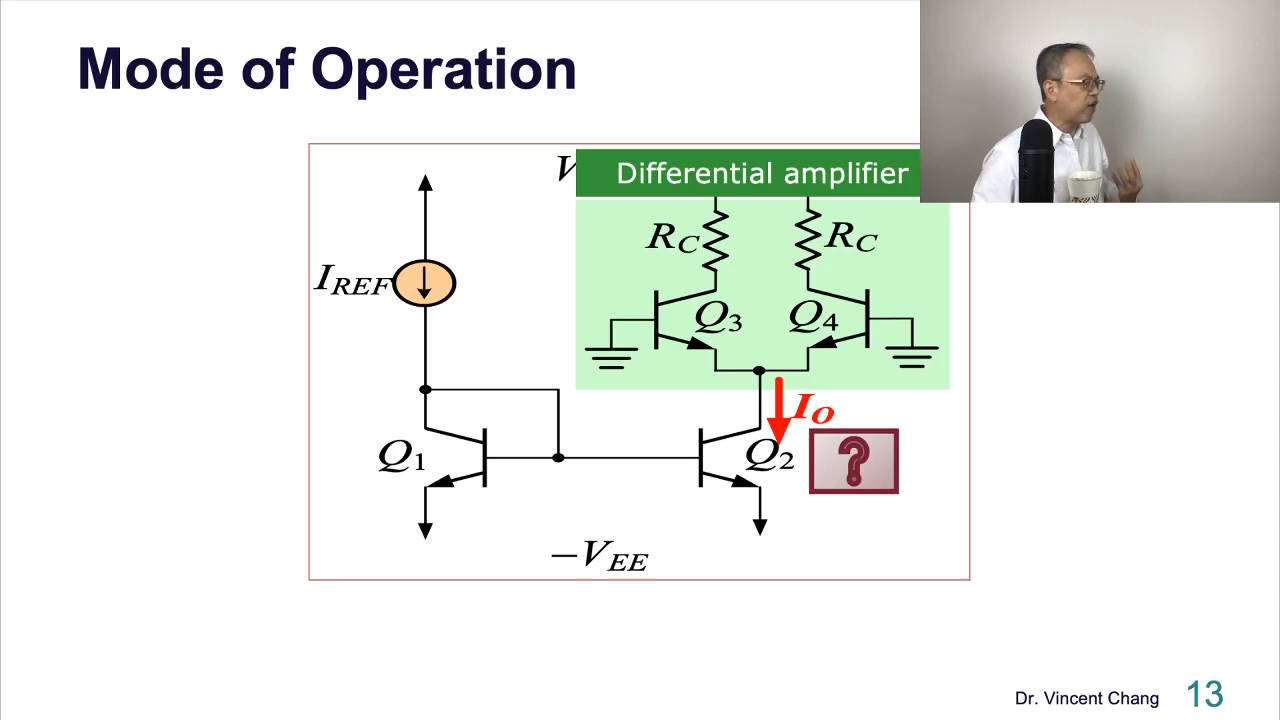 Mode of Operation
V
Differential amplifier
R_C
R_C
I_REF
Q_3
Q_4
I_O
Q_1
Q_2
?
−V_EE
Dr. Vincent Chang
13